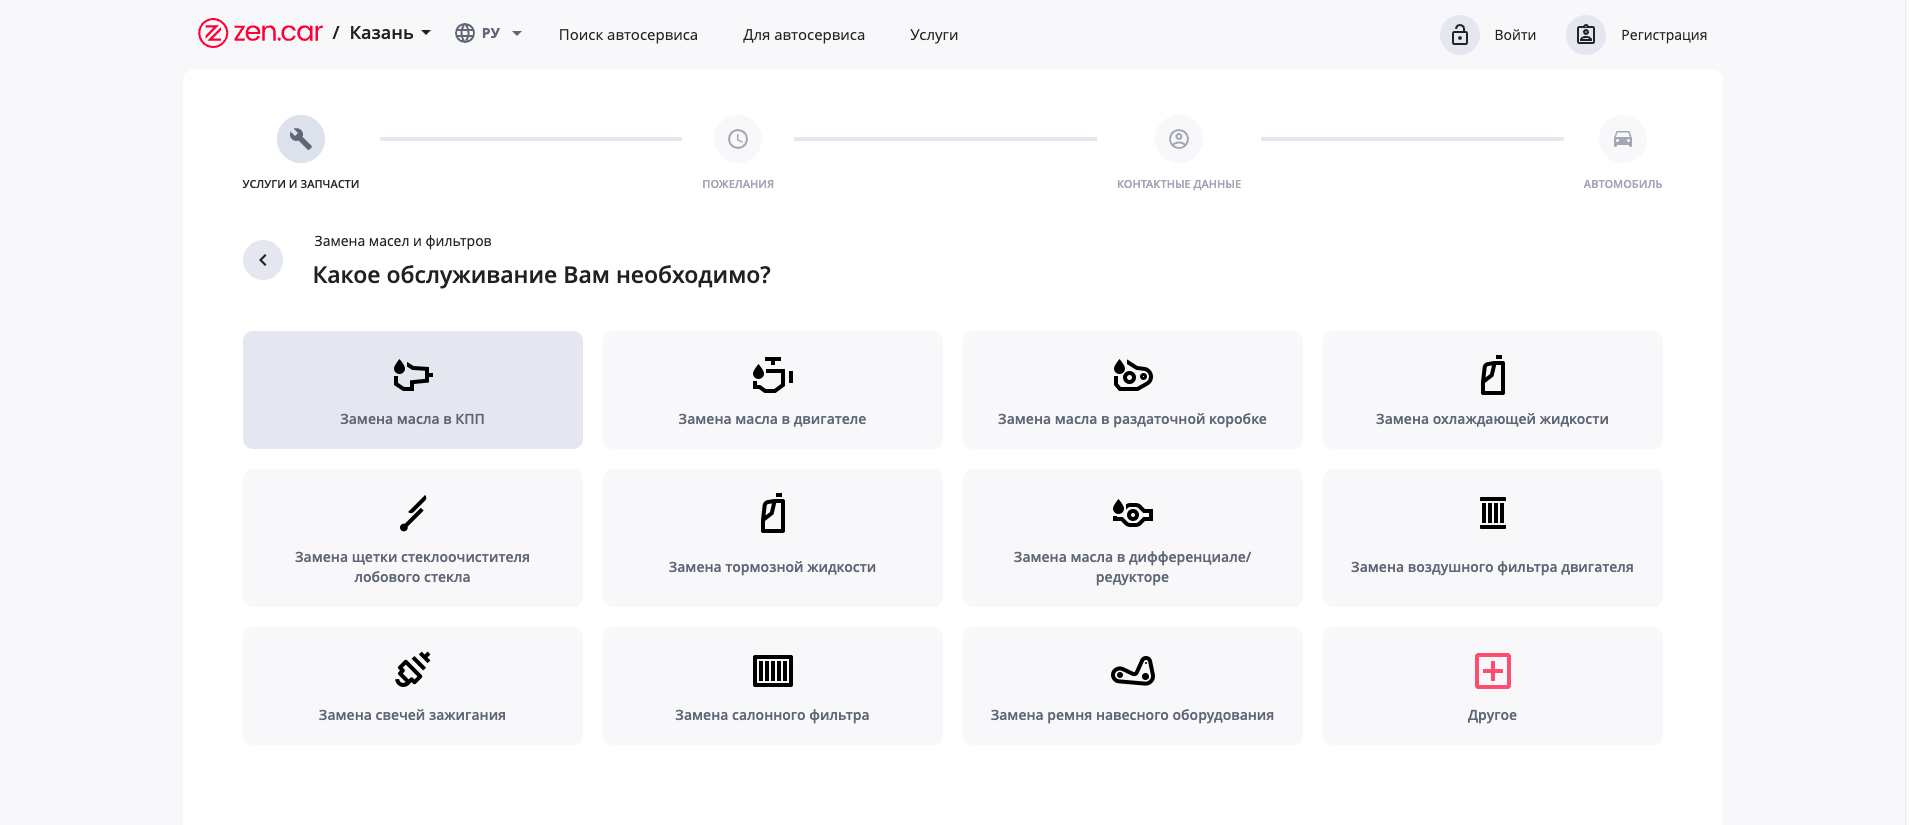 zen.car / Казань РУ Поиск автосервиса Для автосервиса Услуги Войти Регистрация
УСЛУГИ И ЗАПЧАСТИ ПОЖЕЛАНИЯ КОНТАКТНЫЕ ДАННЫЕ АВТОМОБИЛЬ
Замена масел и фильтров
Какое обслуживание Вам необходимо?
Замена масла в КПП
Замена масла в двигателе
Замена масла в раздаточной коробке
Замена охлаждающей жидкости
Замена щетки стеклоочистителя
лобового стекла
Замена тормозной жидкости
Замена масла в дифференциале/
редукторе
Замена воздушного фильтра двигателя
Замена свечей зажигания
Замена салонного фильтра
Замена ремня навесного оборудования
Другое